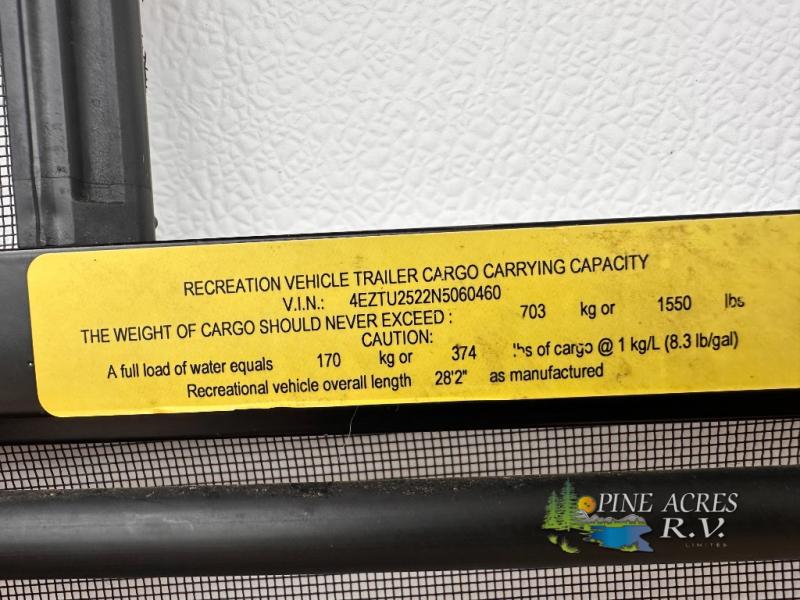 RECREATION VEHICLE TRAILER CARGO CARRYING CAPACITY
V.I.N.: 4EZTU2522N5060460
THE WEIGHT OF CARGO SHOULD NEVER EXCEED : 703 kg or 1550 lbs
CAUTION:
A full load of water equals 170 kg or 374 lbs of cargo @ 1 kg/L (8.3 lb/gal)
Recreational vehicle overall length 28'2" as manufactured
PINE ACRES
R.V.
LIMITED